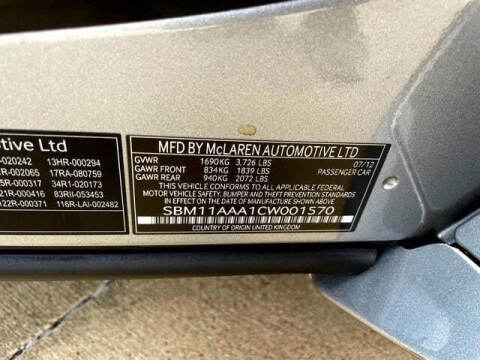 otive Ltd
-020242 13HR-000294
R-002065 17RA-080759
5R-000317 34R1-020173
21R-000416 83RII-053453
22R-000371 116R-LAI-002482
MFD BY McLAREN AUTOMOTIVE LTD
GVWR 1690KG 3,726 LBS 07/12
GAWR FRONT 834 KG 1839 LBS PASSENGER CAR
GAWR REAR 940KG 2072 LBS
THIS VEHICLE CONFORMS TO ALL APPLICABLE U.S. FEDERAL
MOTOR VEHICLE SAFETY, BUMPER, AND THEFT PREVENTION STANDARDS
IN EFFECT ON THE DATE OF MANUFACTURE SHOWN ABOVE
SBM11AAA1CW001570
COUNTRY OF ORIGIN UNITED KINGDOM